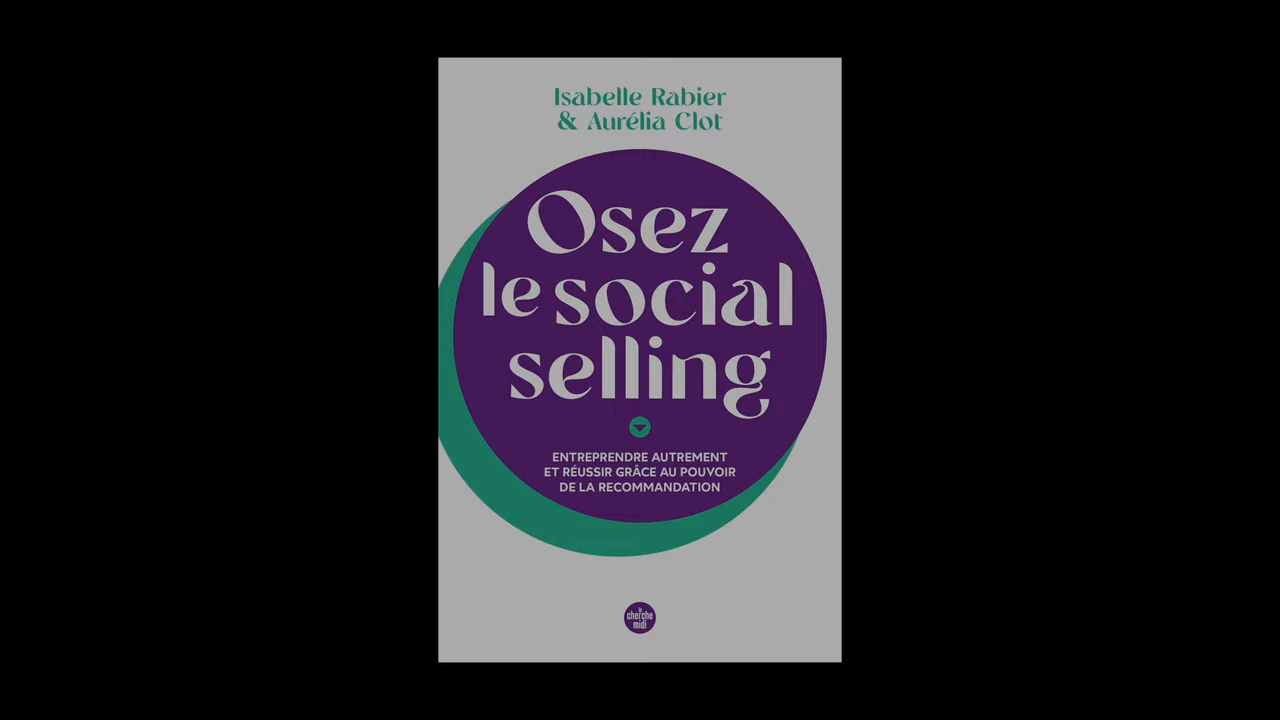 Isabelle Rabier
& Aurélia Clot
Osez
le social
selling
ENTREPRENDRE AUTREMENT
ET RÉUSSIR GRÂCE AU POUVOIR
DE LA RECOMMANDATION
le
cherche
midi